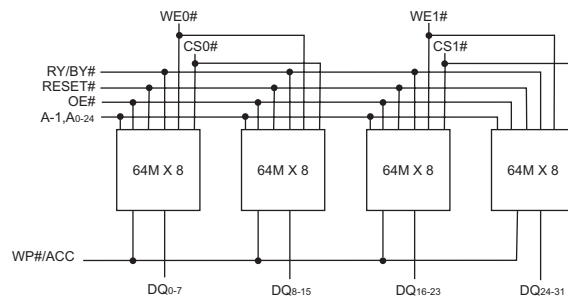 WE0# WE1#
CS0# CS1#
RY/BY#
RESET#
OE#
A-1,A0-24
64M X 8 64M X 8 64M X 8 64M X 8
WP#/ACC
DQ0-7 DQ8-15 DQ16-23 DQ24-31